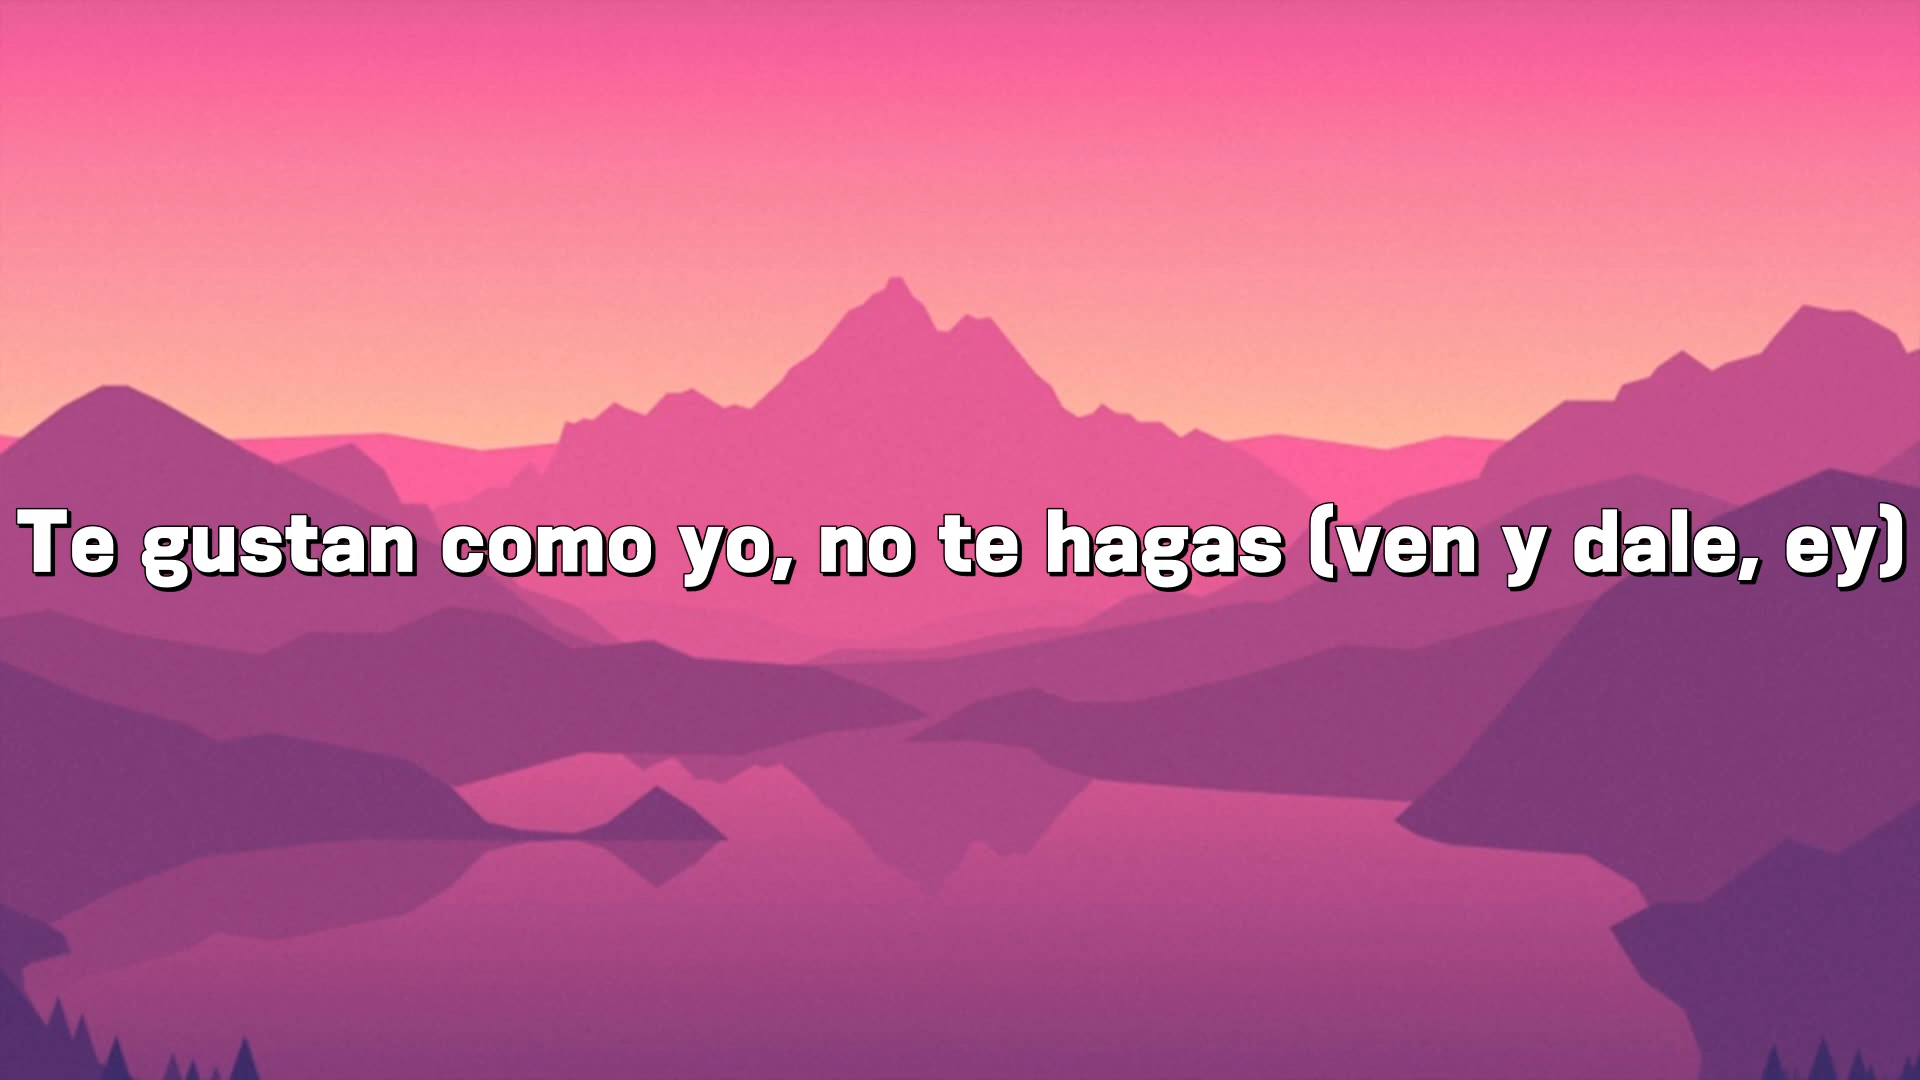 Te gustan como yo, no te hagas (ven y dale, ey)